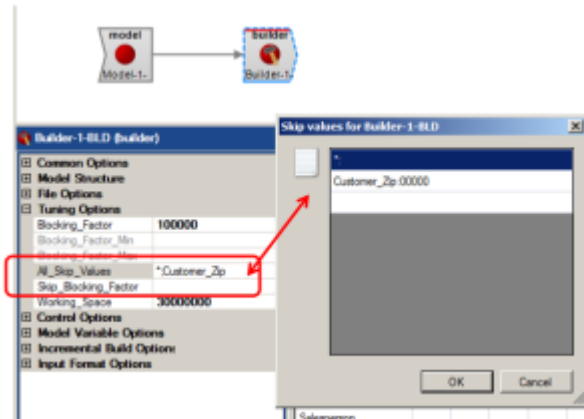 model
builder
Model-1-
Builder-1-
Builder-1-BLD (builder)
Common Options
Model Structure
File Options
Tuning Options
Blocking_Factor 100000
Blocking_Factor_Min
Blocking_Factor_Max
All_Skip_Values *:Customer_Zip
Skip_Blocking_Factor
Working_Space 30000000
Control Options
Model Variable Options
Incremental Build Options
Input Format Options
Skip values for Builder-1-BLD
*:
Customer_Zip:00000
OK
Cancel
Salesperson